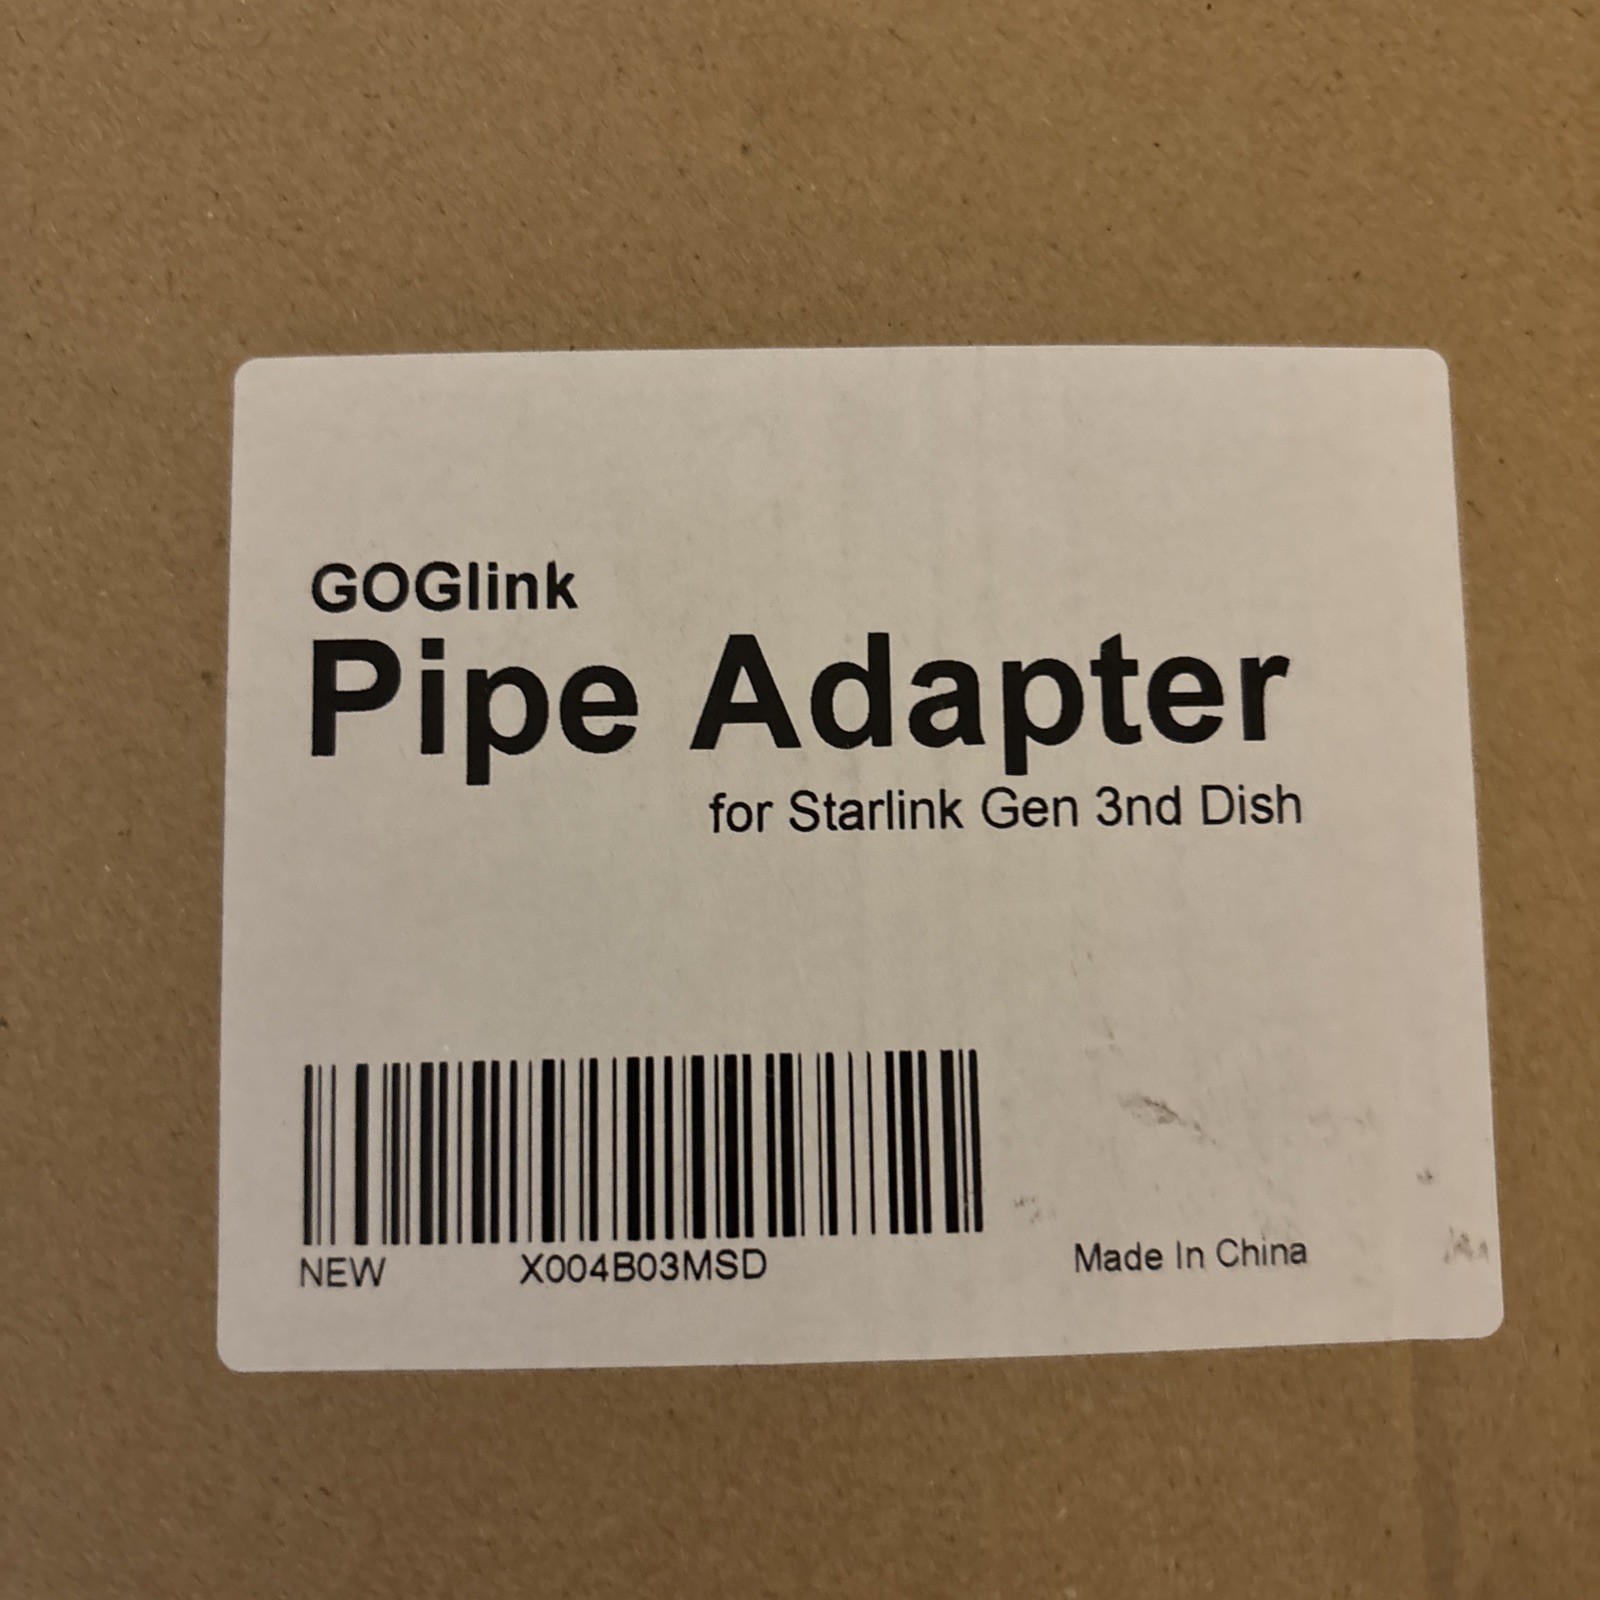 GOGlink
Pipe Adapter
for Starlink Gen 3nd Dish
NEW X004B03MSD
Made In China